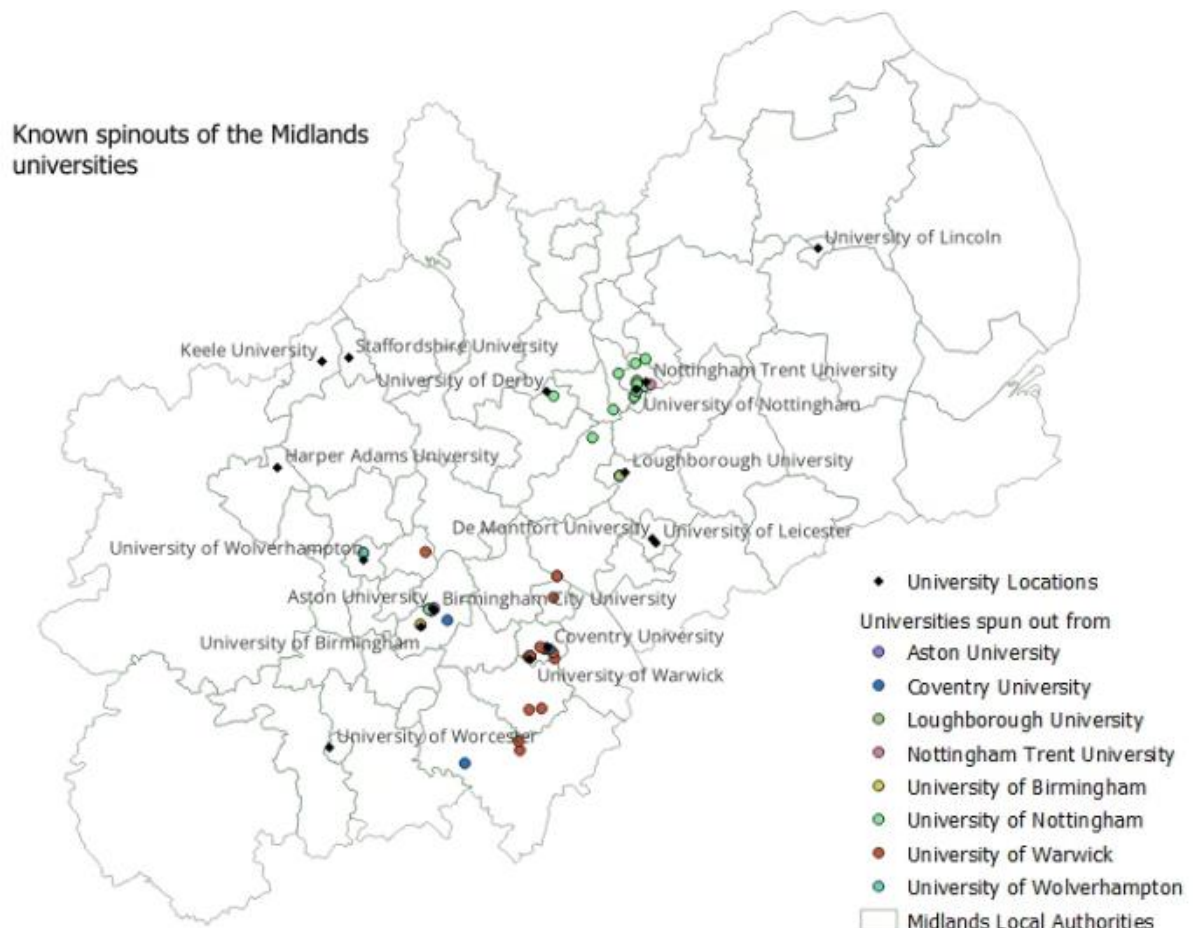 Known spinouts of the Midlands
universities
University of Lincoln
Keele University
Staffordshire University
University of Derby
Nottingham Trent University
University of Nottingham
Harper Adams University
Loughborough University
De Montfort University
University of Leicester
University of Wolverhampton
Aston University
Birmingham City University
University of Birmingham
Coventry University
University of Warwick
University of Worcester
University Locations
Universities spun out from
Aston University
Coventry University
Loughborough University
Nottingham Trent University
University of Birmingham
University of Nottingham
University of Warwick
University of Wolverhampton
Midlands Local Authorities